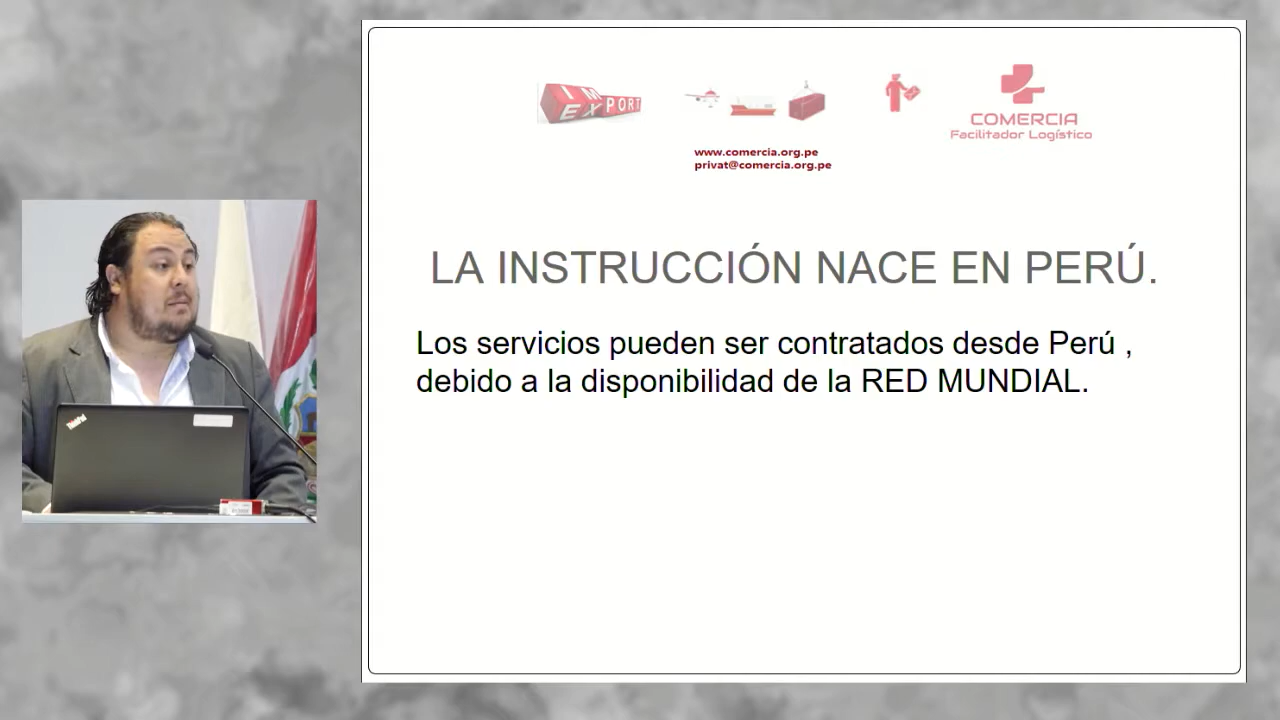 IM
EXPORT
COMERCIA
Facilitador Logístico
www.comercia.org.pe
privat@comercia.org.pe
LA INSTRUCCIÓN NACE EN PERÚ.
Los servicios pueden ser contratados desde Perú ,
debido a la disponibilidad de la RED MUNDIAL.